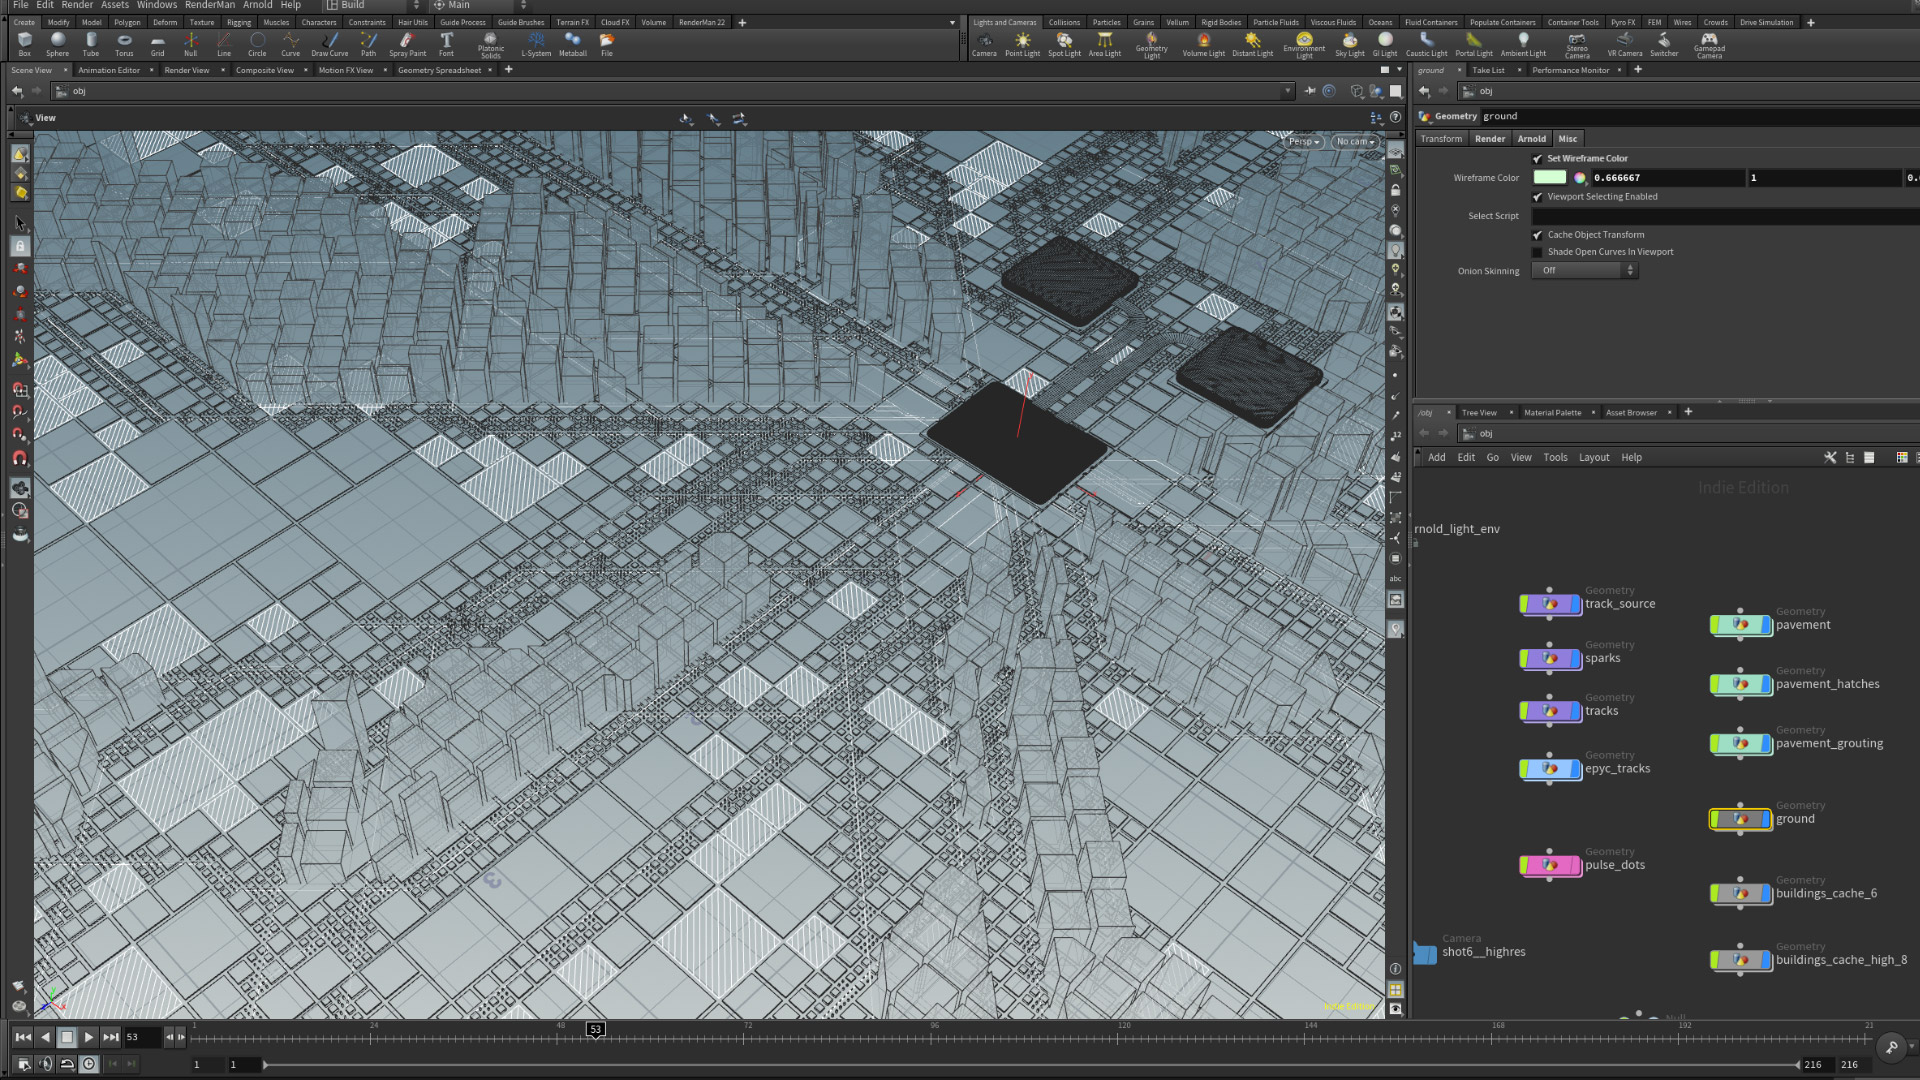 File Edit Render Assets Windows RenderMan Arnold Help Build Main
Create Modify Model Polygon Deform Texture Rigging Muscles Characters Constraints Hair Utils Guide Process Guide Brushes Terrain FX Cloud FX Volume RenderMan 22
Lights and Cameras Collisions Particles Grains Vellum Rigid Bodies Particle Fluids Viscous Fluids Oceans Fluid Containers Populate Containers Container Tools Pyro FX FEM Wires Crowds Drive Simulation
Box Sphere Tube Torus Grid Null Line Circle Curve Draw Curve Path Spray Paint Font Platonic Solids L-System Metaball File
Camera Point Light Spot Light Area Light Geometry Light Volume Light Distant Light Environment Light Sky Light GI Light Caustic Light Portal Light Ambient Light Stereo Camera VR Camera Switcher Gamepad Camera
Scene View Animation Editor Render View Composite View Motion FX View Geometry Spreadsheet
ground Take List Performance Monitor
obj
obj
View
Geometry ground
Persp No cam
Transform Render Arnold Misc
Set Wireframe Color
Wireframe Color 0.666667 1 0.
Viewport Selecting Enabled
Select Script
Cache Object Transform
Shade Open Curves In Viewport
Onion Skinning Off
/obj Tree View Material Palette Asset Browser
obj
Add Edit Go View Tools Layout Help
Indie Edition
rnold_light_env
Geometry
track_source
Geometry
pavement
Geometry
sparks
Geometry
pavement_hatches
Geometry
tracks
Geometry
pavement_grouting
Geometry
epyc_tracks
Geometry
ground
Geometry
pulse_dots
Geometry
buildings_cache_6
Camera
shot6__highres
Geometry
buildings_cache_high_8
Null
abc
Indie Edition
53
1 24 48 53 72 96 120 144 168 192 21
1 1 216 216